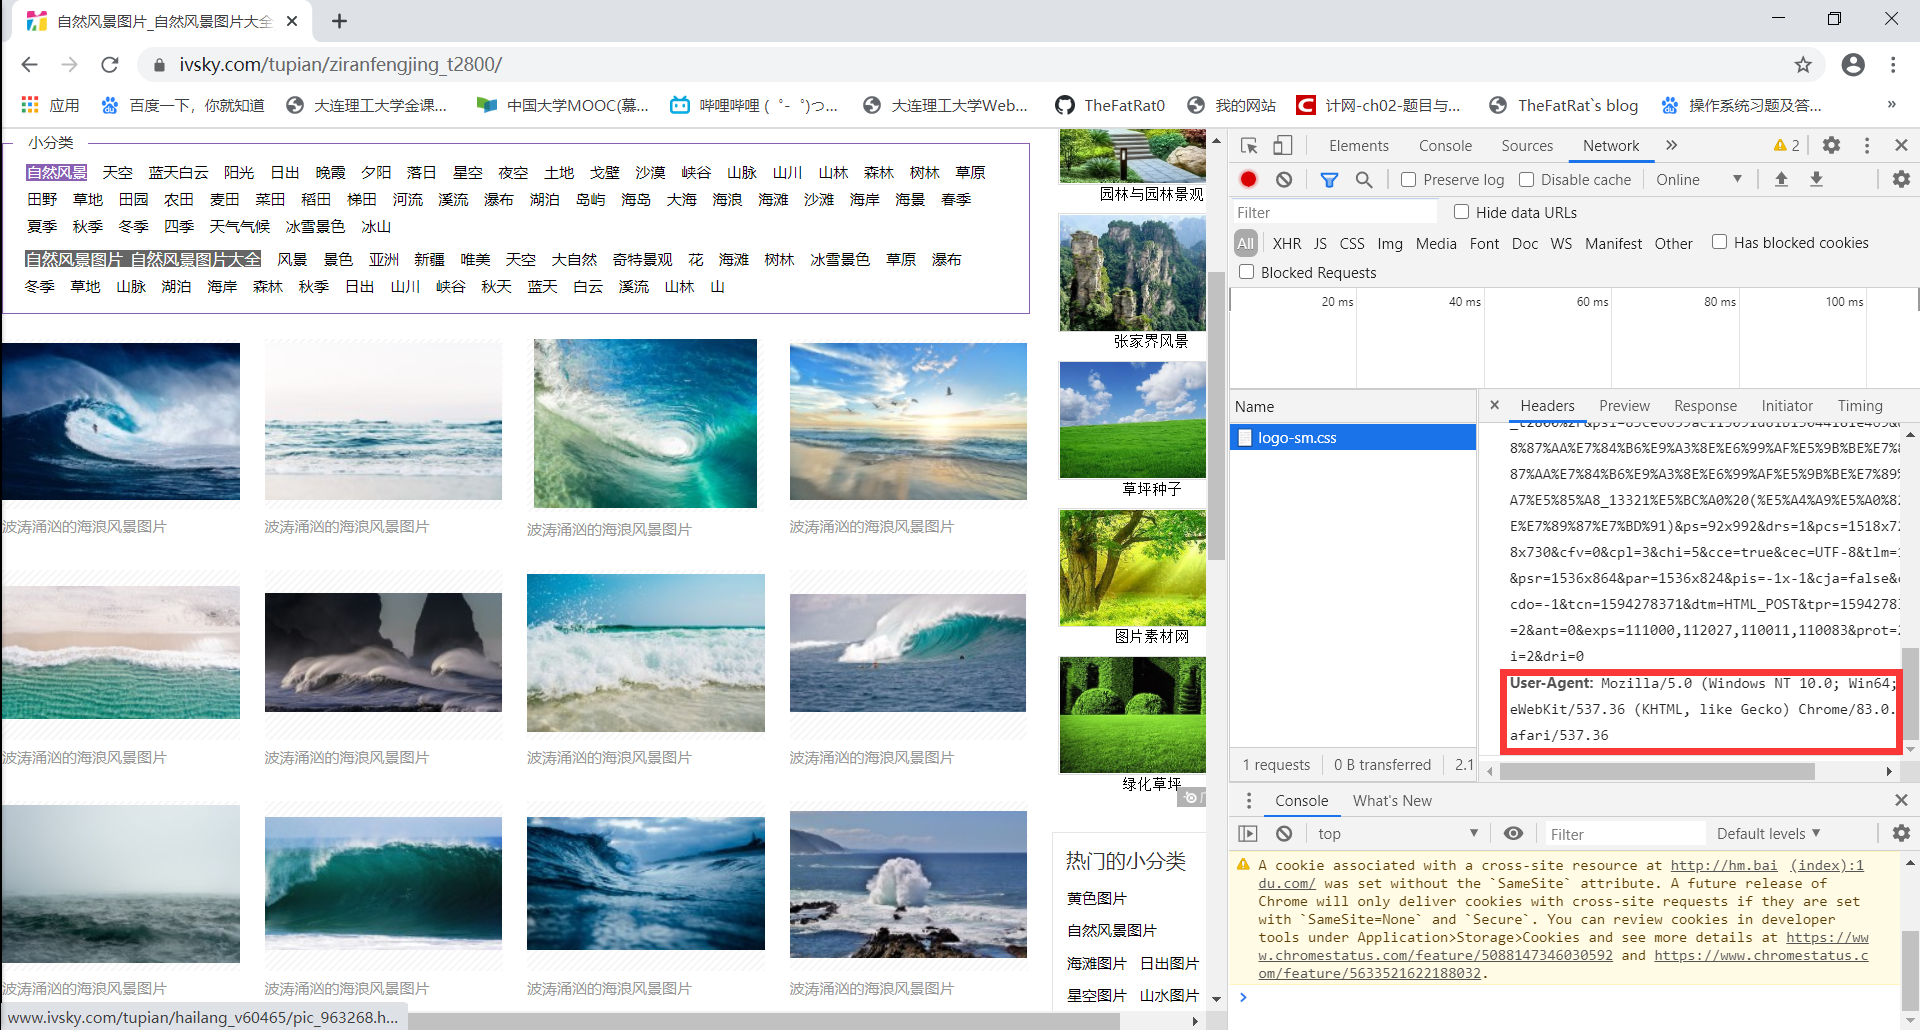 自然风景图片_自然风景图片大全
ivsky.com/tupian/ziranfengjing_t2800/
应用 百度一下，你就知道 大连理工大学金课... 中国大学MOOC(慕... 哔哩哔哩 ( ゜- ゜)つ... 大连理工大学Web... TheFatRat0 我的网站 计网-ch02-题目与... TheFatRat`s blog 操作系统习题及答... »
小分类
自然风景 天空 蓝天白云 阳光 日出 晚霞 夕阳 落日 星空 夜空 土地 戈壁 沙漠 峡谷 山脉 山川 山林 森林 树林 草原
田野 草地 田园 农田 麦田 菜田 稻田 梯田 河流 溪流 瀑布 湖泊 岛屿 海岛 大海 海浪 海滩 沙滩 海岸 海景 春季
夏季 秋季 冬季 四季 天气气候 冰雪景色 冰山
自然风景图片_自然风景图片大全 风景 景色 亚洲 新疆 唯美 天空 大自然 奇特景观 花 海滩 树林 冰雪景色 草原 瀑布
冬季 草地 山脉 湖泊 海岸 森林 秋季 日出 山川 峡谷 秋天 蓝天 白云 溪流 山林 山
波涛汹涌的海浪风景图片 波涛汹涌的海浪风景图片 波涛汹涌的海浪风景图片 波涛汹涌的海浪风景图片
波涛汹涌的海浪风景图片 波涛汹涌的海浪风景图片 波涛汹涌的海浪风景图片 波涛汹涌的海浪风景图片
波涛汹涌的海浪风景图片 波涛汹涌的海浪风景图片 波涛汹涌的海浪风景图片 波涛汹涌的海浪风景图片
www.ivsky.com/tupian/hailang_v60465/pic_963268.h...
园林与园林景观
张家界风景
草坪种子
图片素材网
绿化草坪
热门的小分类
黄色图片
自然风景图片
海滩图片 日出图片
星空图片 山水图片
Elements Console Sources Network » 2
Preserve log Disable cache Online
Filter Hide data URLs
All XHR JS CSS Img Media Font Doc WS Manifest Other Has blocked cookies
Blocked Requests
20 ms 40 ms 60 ms 80 ms 100 ms
Name
logo-sm.css
1 requests 0 B transferred 2.1
Headers Preview Response Initiator Timing
8%87%AA%E7%84%B6%E9%A3%8E%E6%99%AF%E5%9B%BE%E7%8
87%AA%E7%84%B6%E9%A3%8E%E6%99%AF%E5%9B%BE%E7%89%
A7%E5%85%A8_13321%E5%BC%A0%20(%E5%A4%A9%E5%A0%82
E%E7%89%87%E7%BD%91)&ps=92x992&drs=1&pcs=1518x72
8x730&cfv=0&cpl=3&chi=5&cce=true&cec=UTF-8&tlm=1
&psr=1536x864&par=1536x824&pis=-1x-1&cja=false&
cdo=-1&tcn=1594278371&dtm=HTML_POST&tpr=1594278
=2&ant=0&exps=111000,112027,110011,110083&prot=2
i=2&dri=0
User-Agent: Mozilla/5.0 (Windows NT 10.0; Win64;
eWebKit/537.36 (KHTML, like Gecko) Chrome/83.0.
afari/537.36
Console What's New
top Filter Default levels
A cookie associated with a cross-site resource at http://hm.bai (index):1
du.com/ was set without the `SameSite` attribute. A future release of
Chrome will only deliver cookies with cross-site requests if they are set
with `SameSite=None` and `Secure`. You can review cookies in developer
tools under Application>Storage>Cookies and see more details at https://ww
w.chromestatus.com/feature/5088147346030592 and https://www.chromestatus.c
om/feature/5633521622188032.